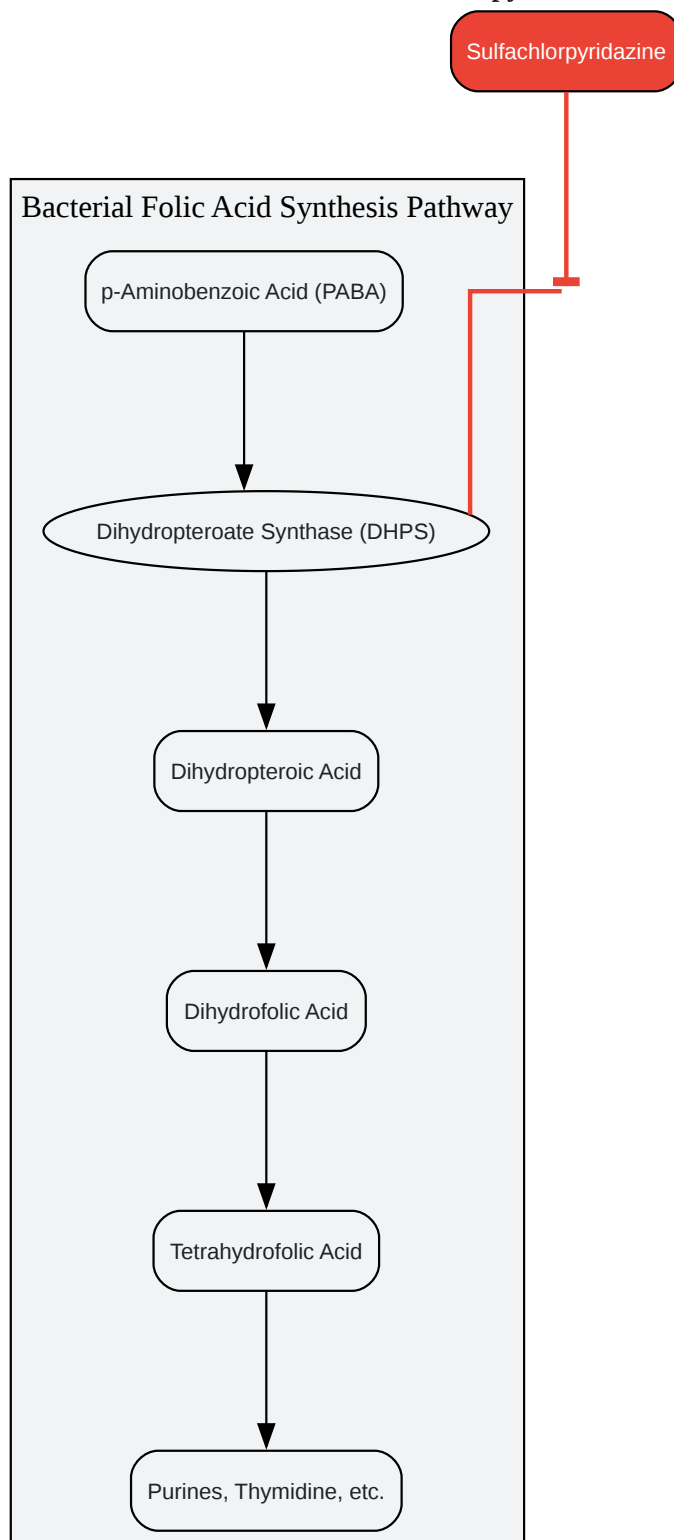 Sulfachlorpyridazine
Bacterial Folic Acid Synthesis Pathway
p-Aminobenzoic Acid (PABA)
Dihydropteroate Synthase (DHPS)
Dihydropteroic Acid
Dihydrofolic Acid
Tetrahydrofolic Acid
Purines, Thymidine, etc.